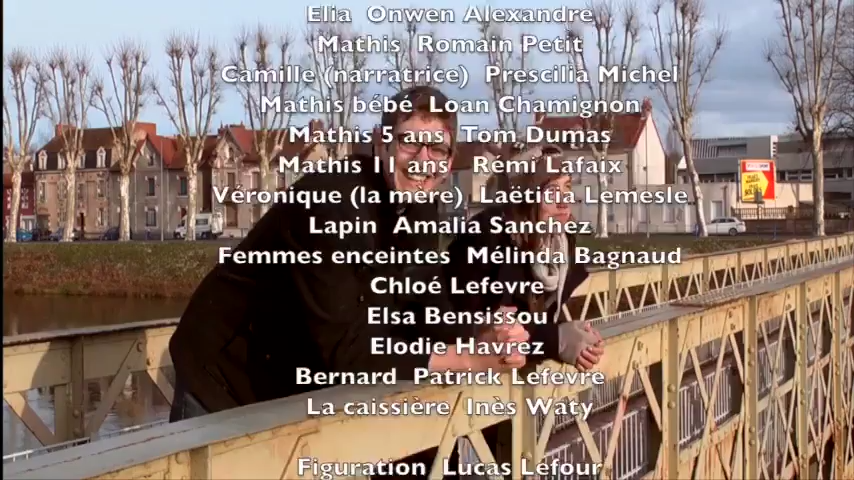 Elia Onwen Alexandre
Mathis Romain Petit
Camille (narratrice) Prescilia Michel
Mathis bébé Loan Chamignon
Mathis 5 ans Tom Dumas
Mathis 11 ans Rémi Lafaix
Véronique (la mère) Laëtitia Lemesle
Lapin Amalia Sanchez
Femmes enceintes Mélinda Bagnaud
Chloé Lefevre
Elsa Bensissou
Elodie Havrez
Bernard Patrick Lefevre
La caissière Inès Waty
Figuration Lucas Lefour